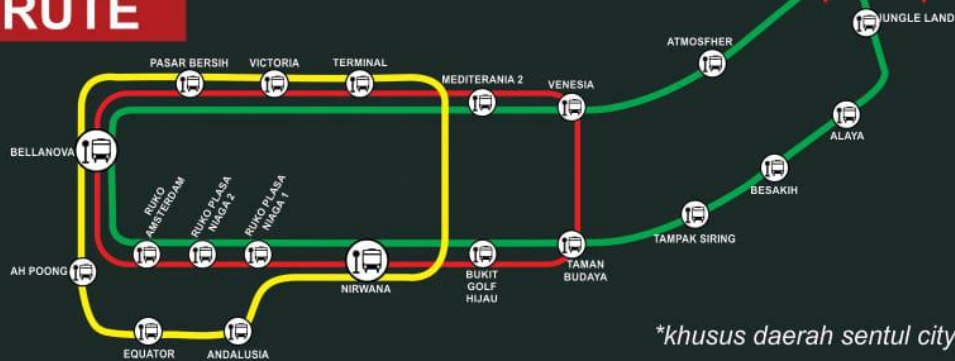 RUTE
JUNGLE LAND
ATMOSFHER
PASAR BERSIH
VICTORIA
TERMINAL
MEDITERANIA 2
VENESIA
ALAYA
BELLANOVA
BESAKIH
RUKO
AMSTERDAM
RUKO PLASA
NIAGA 2
RUKO PLASA
NIAGA 1
TAMPAK SIRING
AH POONG
NIRWANA
BUKIT
GOLF
HIJAU
TAMAN
BUDAYA
EQUATOR
ANDALUSIA
*khusus daerah sentul city